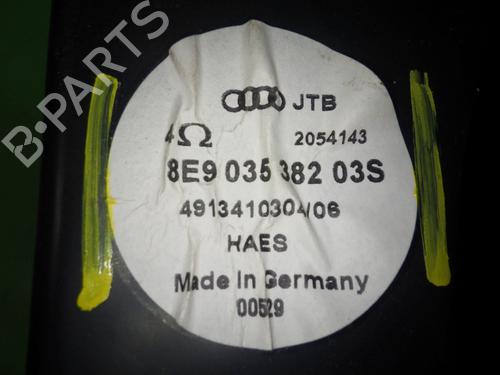 B-PARTS
JTB
4Ω
2054143
8E9 035 382 03S
4913410304/06
HAES
Made In Germany
00529